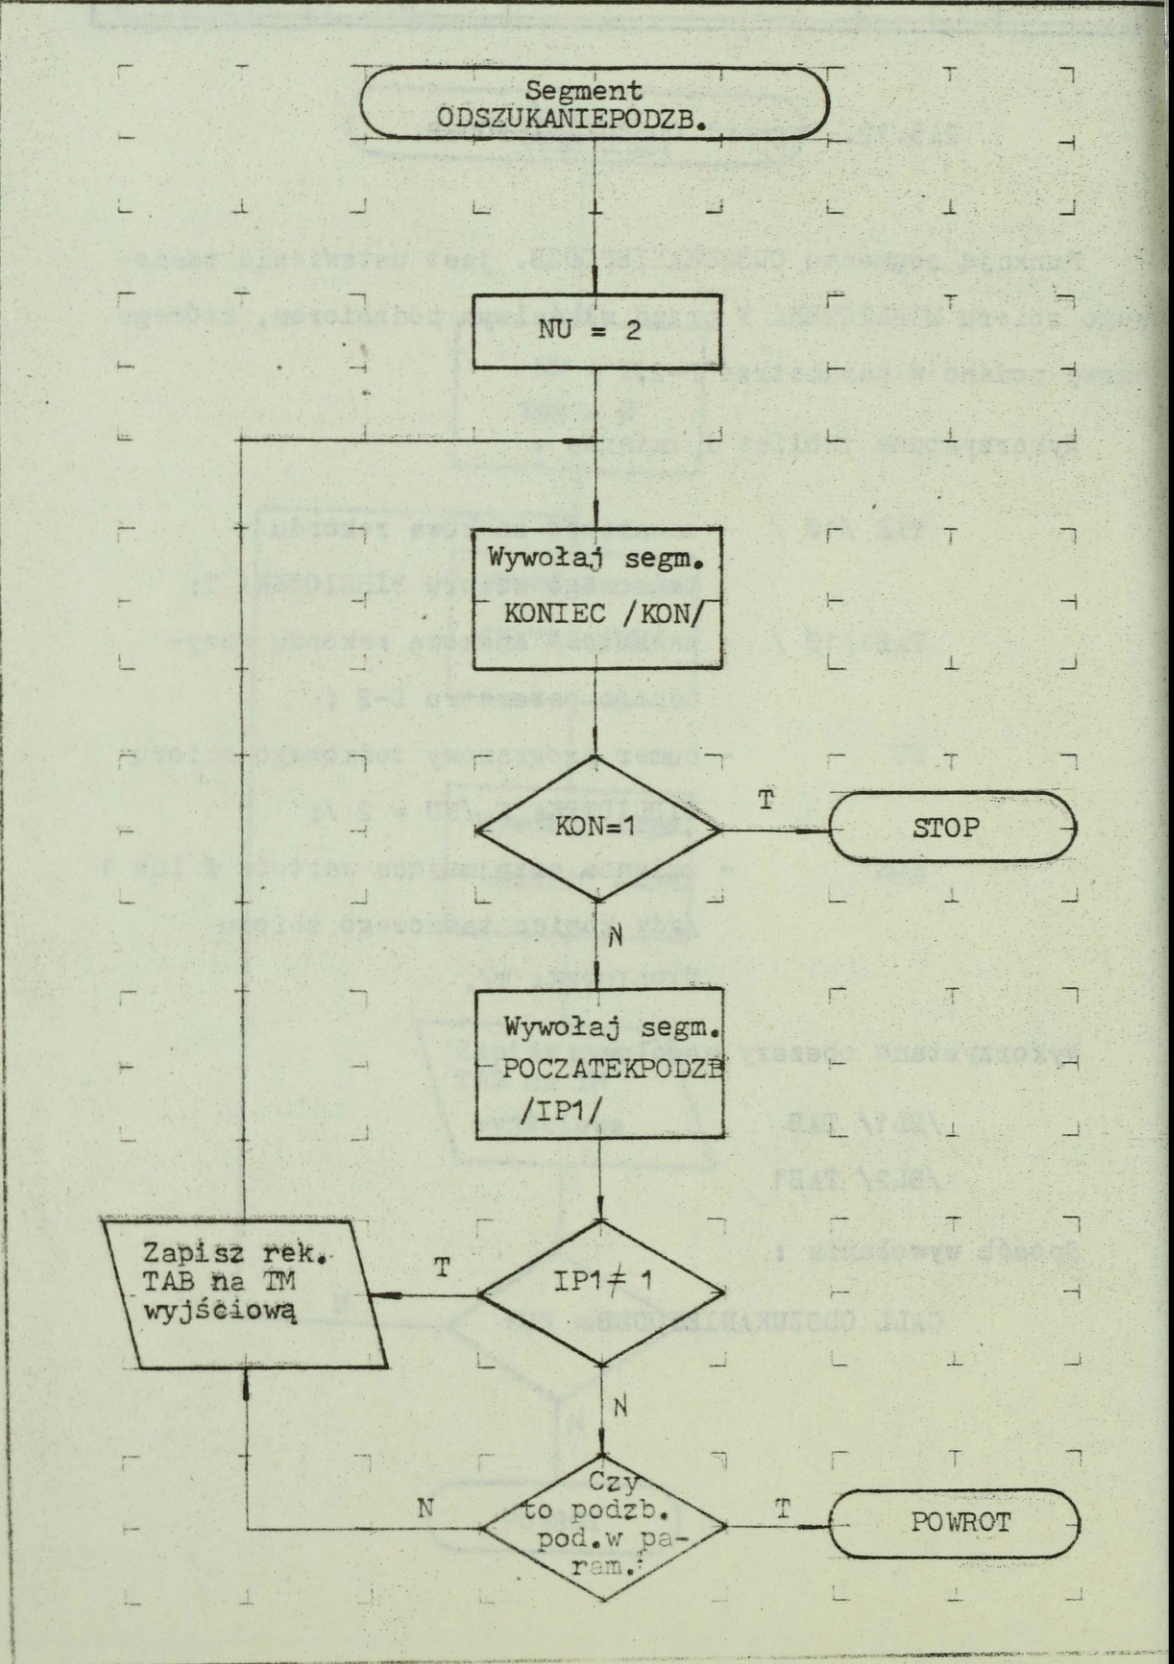 Segment
ODSZUKANIEPODZB.
NU = 2
Wywołaj segm.
KONIEC /KON/
KON=1
T
STOP
N
Wywołaj segm.
POCZATEKPODZB
/IP1/
IP1≠ 1
T
Zapisz rek.
TAB na TM
wyjściową
N
Czy
to podzb.
pod.w pa-
ram.?
N
T
POWROT